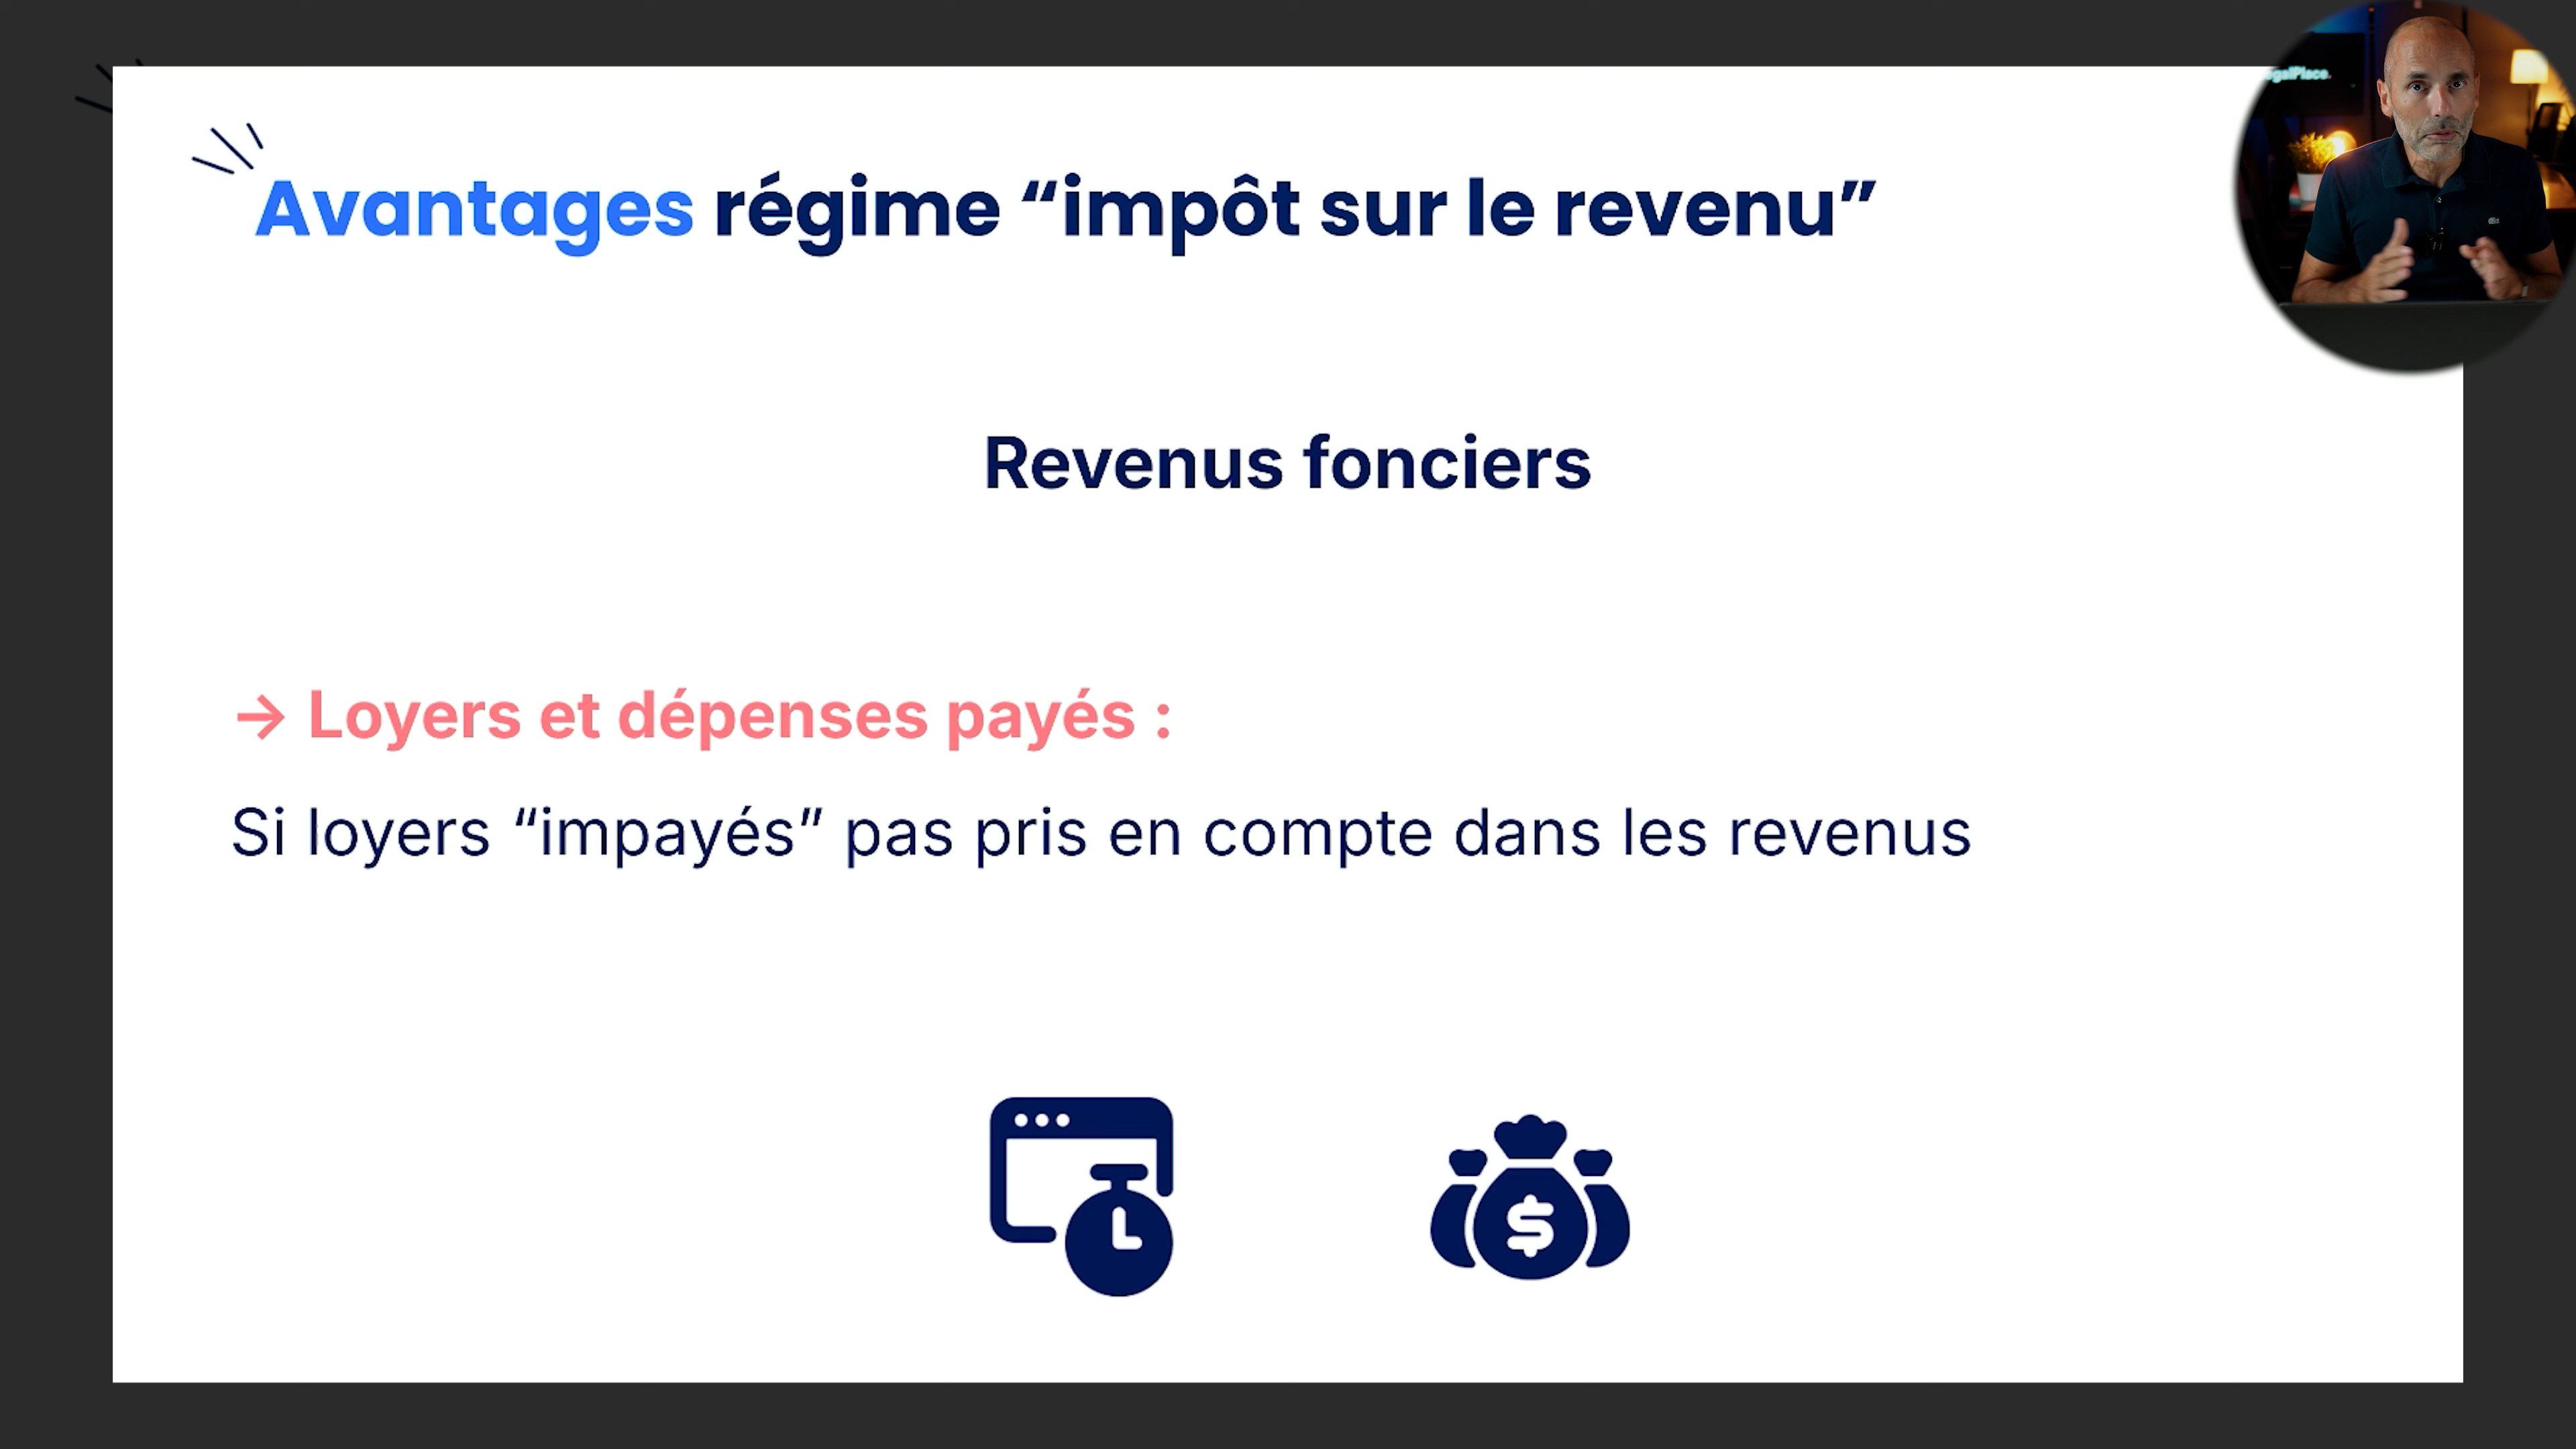 Avantages régime “impôt sur le revenu”
Revenus fonciers
→ Loyers et dépenses payés :
Si loyers “impayés” pas pris en compte dans les revenus